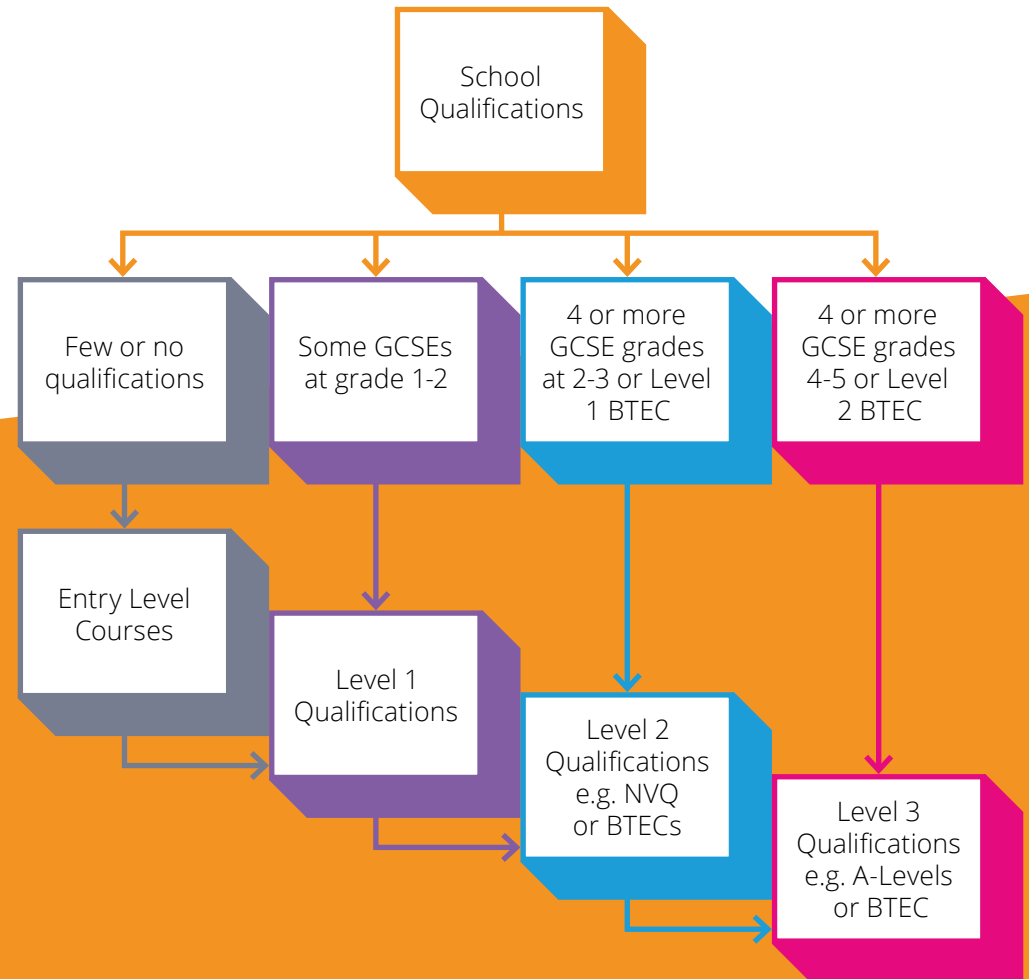 School
Qualifications
Few or no
qualifications
Some GCSEs
at grade 1-2
4 or more
GCSE grades
at 2-3 or Level
1 BTEC
4 or more
GCSE grades
4-5 or Level
2 BTEC
Entry Level
Courses
Level 1
Qualifications
Level 2
Qualifications
e.g. NVQ
or BTECs
Level 3
Qualifications
e.g. A-Levels
or BTEC